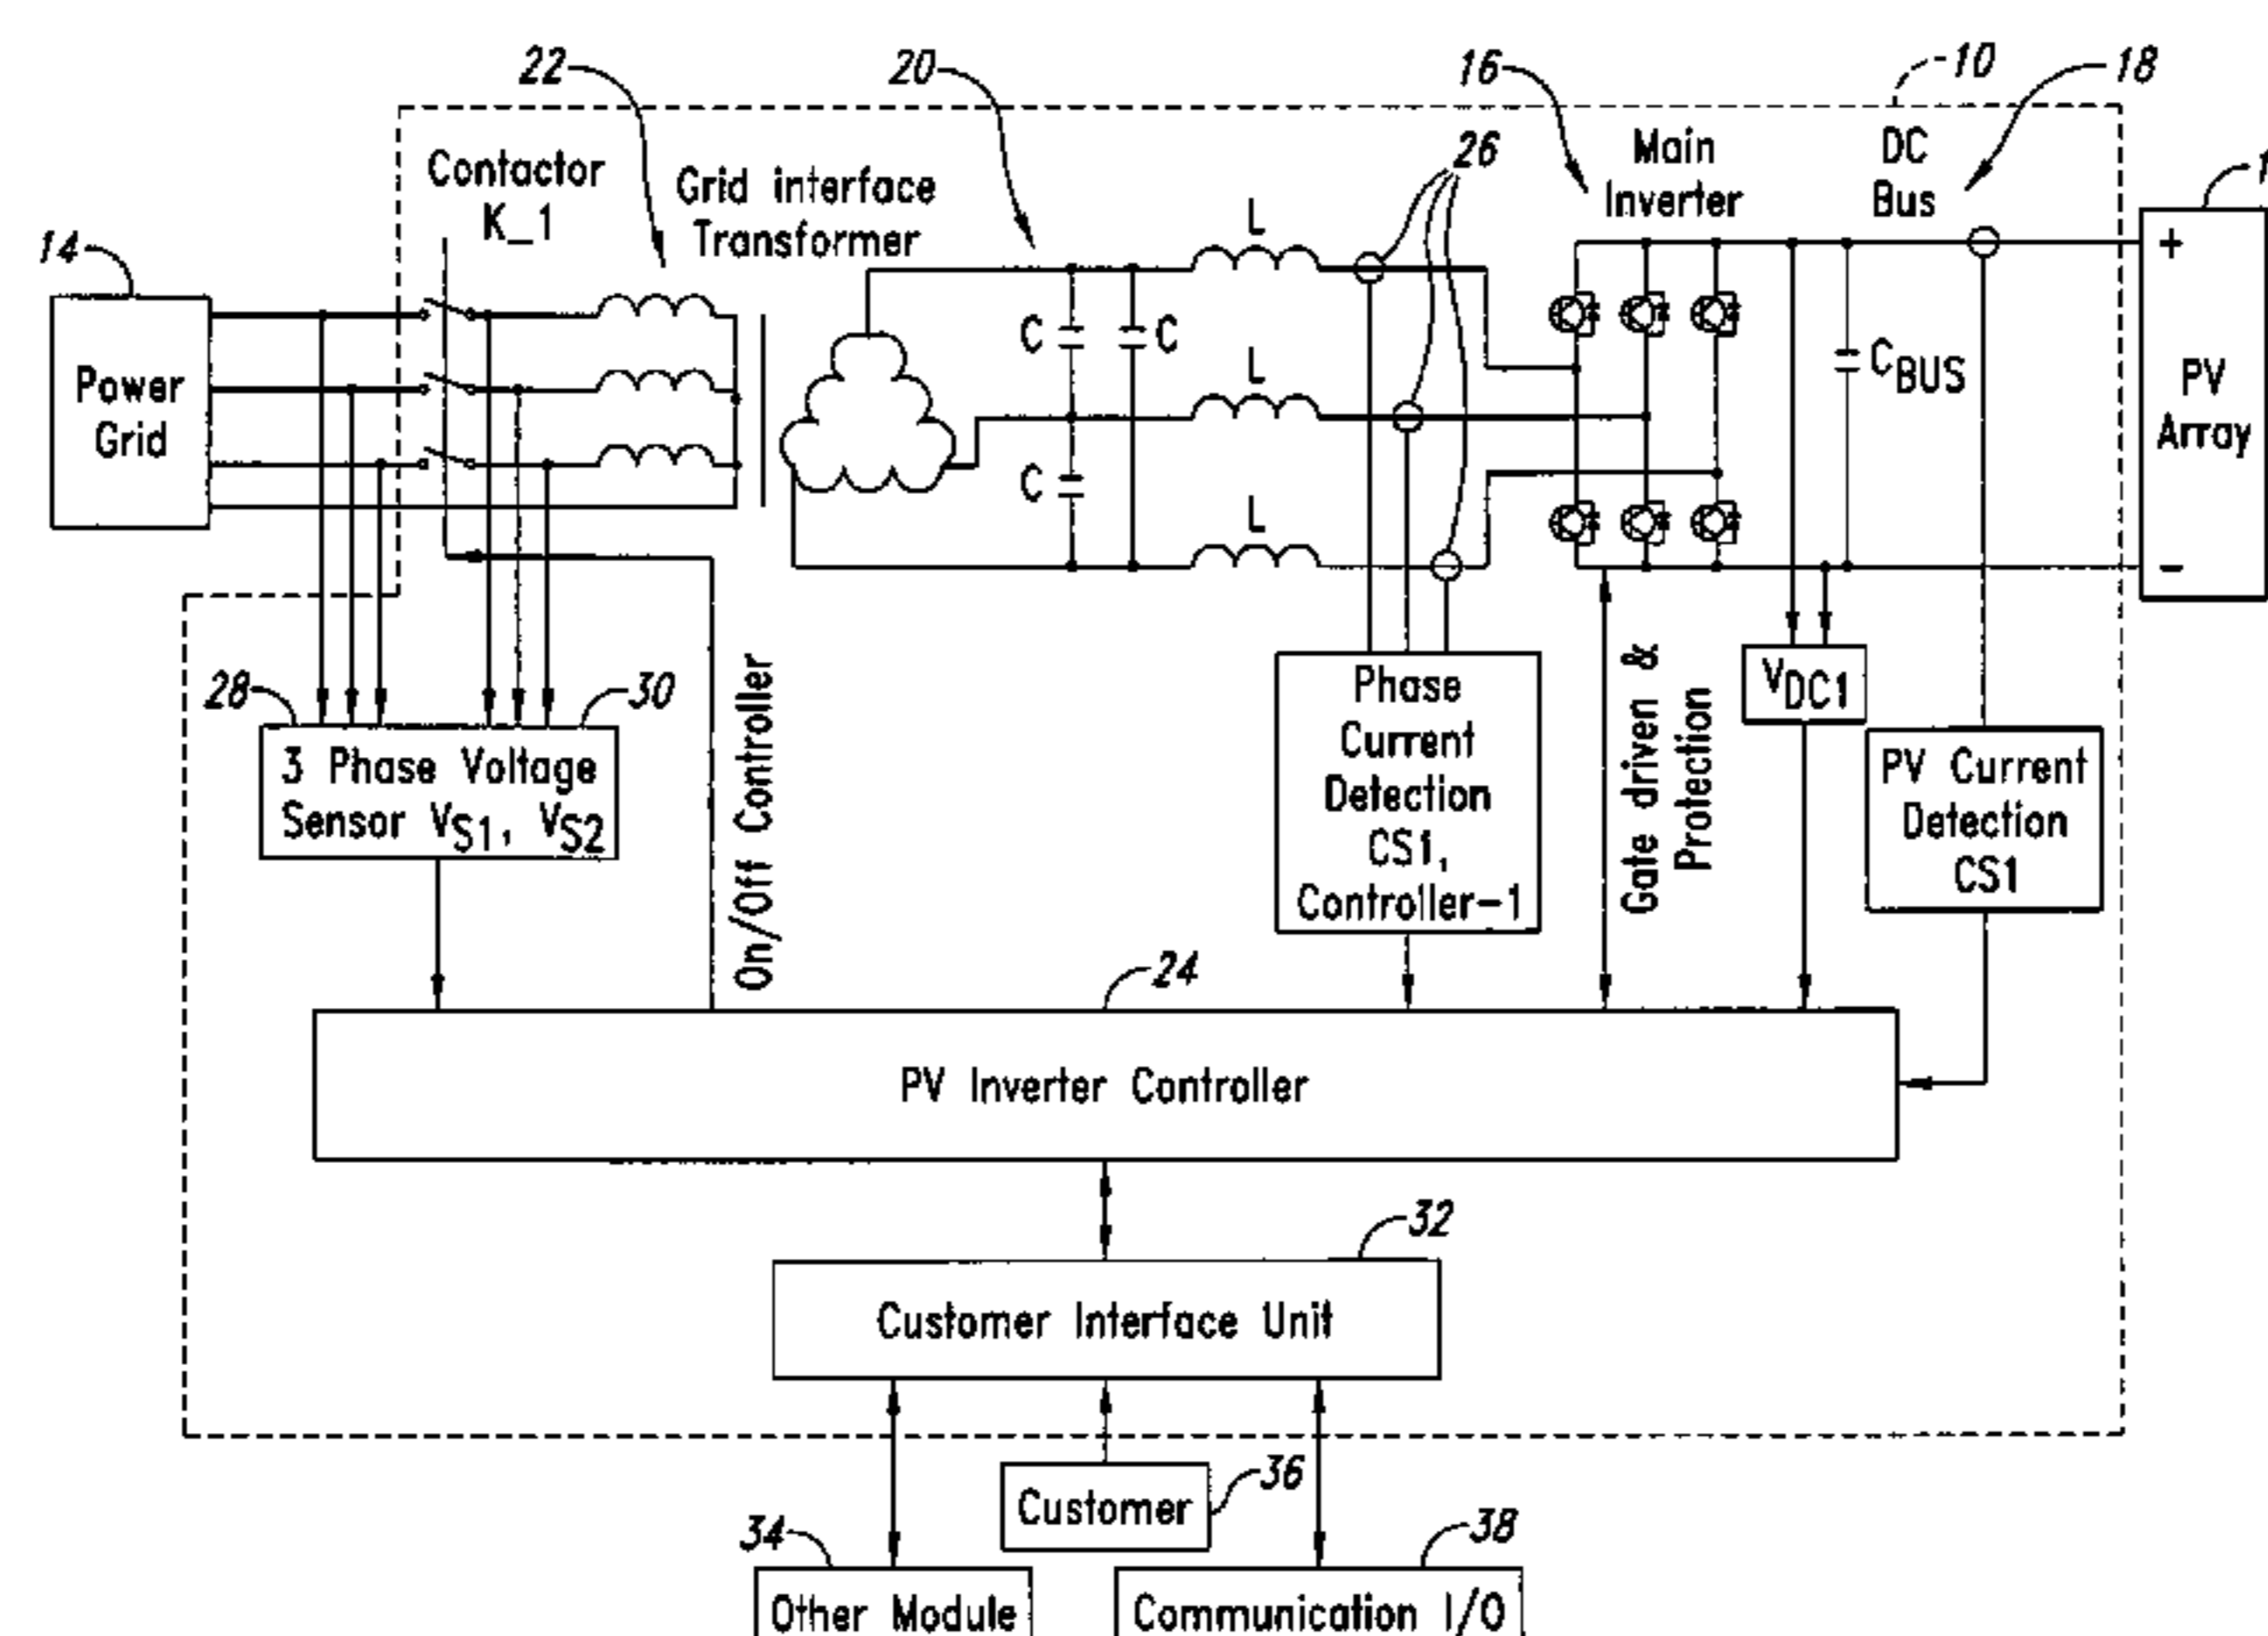 22
20
16
10
18
Contactor
K_1
Grid interface
Transformer
26
Main
Inverter
DC
Bus
14
L
Power
Grid
C
C
L
C
L
C BUS
+
PV
Array
−
28
30
3 Phase Voltage
Sensor VS1, VS2
On/Off Controller
Phase
Current
Detection
CS1,
Controller-1
Gate driven &
Protection
VDC1
PV Current
Detection
CS1
24
PV Inverter Controller
32
Customer Interface Unit
36
Customer
34
38
Other Module
Communication I/O